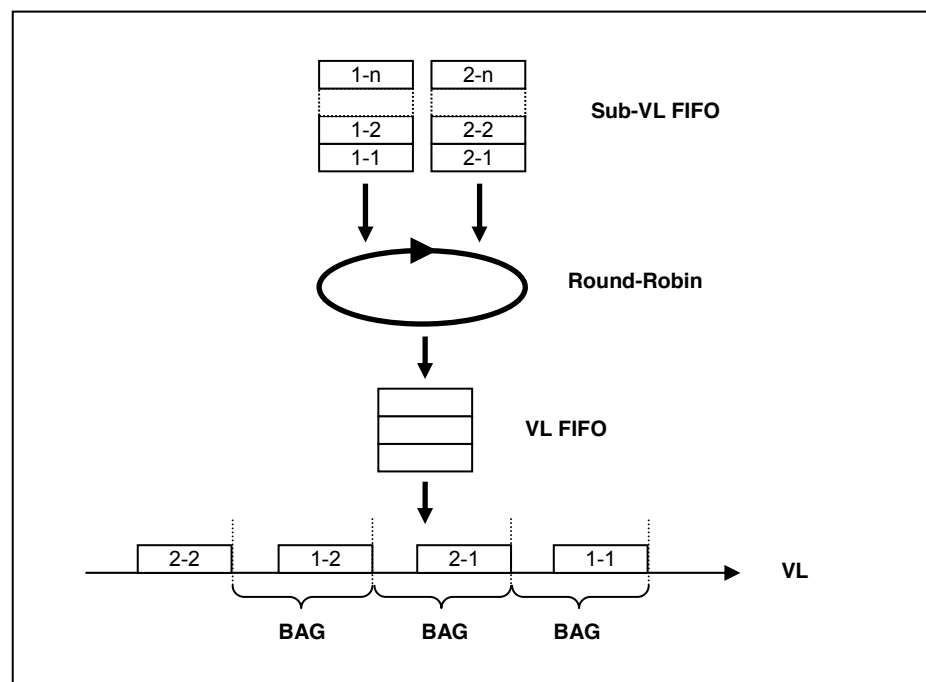 1-n 2-n
Sub-VL FIFO
1-2 2-2
1-1 2-1
Round-Robin
VL FIFO
2-2 1-2 2-1 1-1
VL
BAG BAG BAG